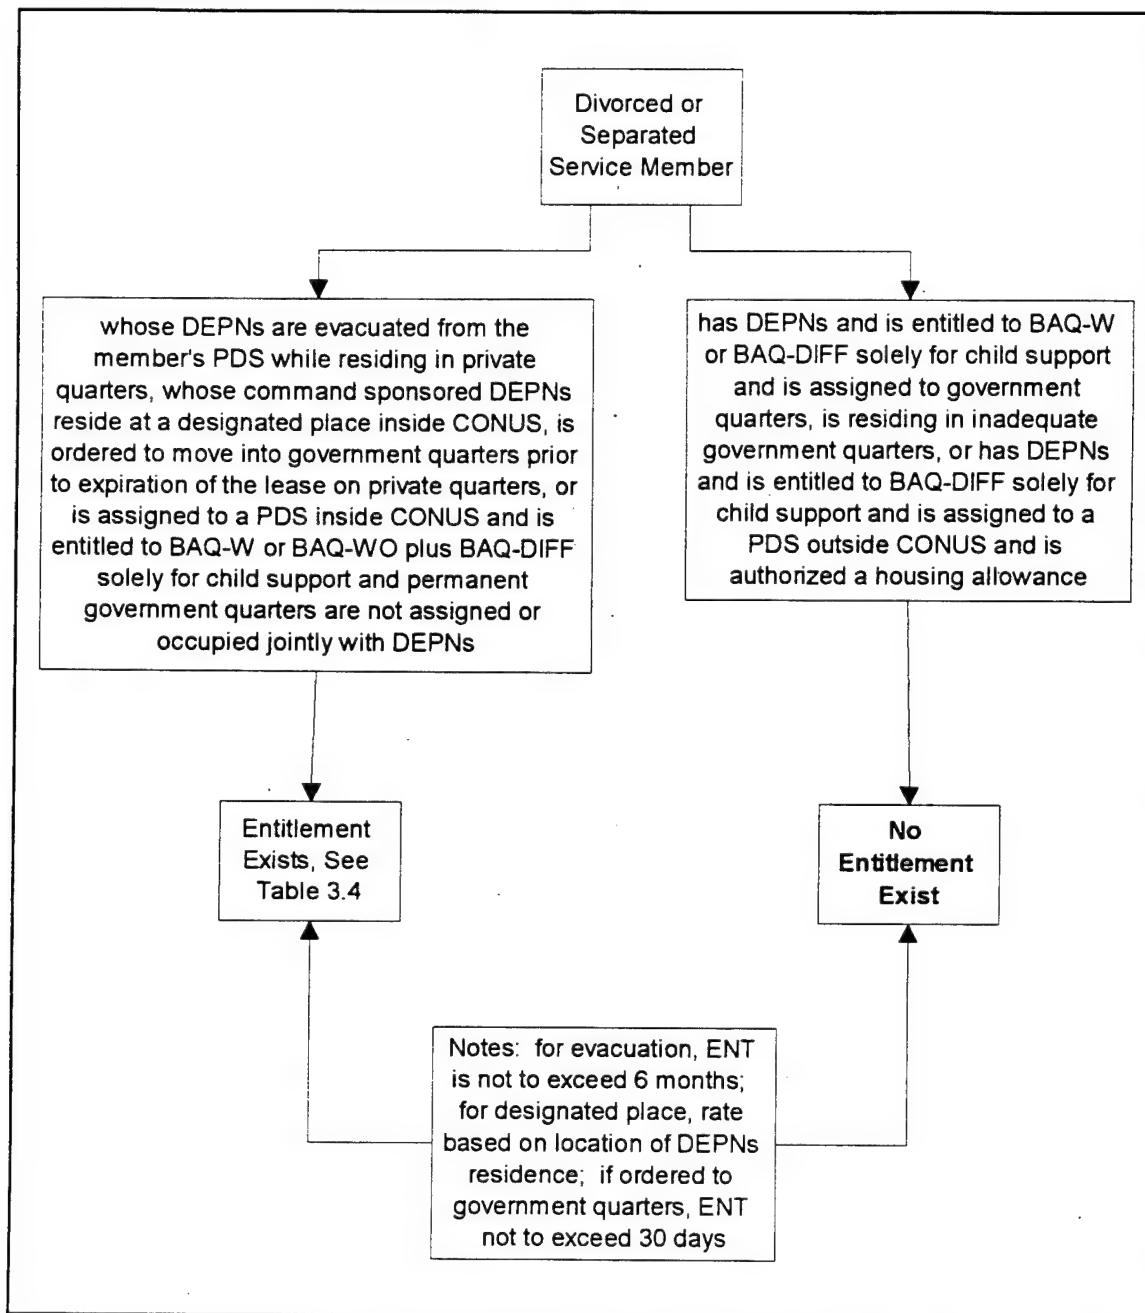 Divorced or
Separated
Service Member
whose DEPNs are evacuated from the
member's PDS while residing in private
quarters, whose command sponsored DEPNs
reside at a designated place inside CONUS, is
ordered to move into government quarters prior
to expiration of the lease on private quarters, or
is assigned to a PDS inside CONUS and is
entitled to BAQ-W or BAQ-WO plus BAQ-DIFF
solely for child support and permanent
government quarters are not assigned or
occupied jointly with DEPNs
has DEPNs and is entitled to BAQ-W
or BAQ-DIFF solely for child support
and is assigned to government
quarters, is residing in inadequate
government quarters, or has DEPNs
and is entitled to BAQ-DIFF solely for
child support and is assigned to a
PDS outside CONUS and is
authorized a housing allowance
Entitlement
Exists, See
Table 3.4
No
Entitlement
Exist
Notes: for evacuation, ENT
is not to exceed 6 months;
for designated place, rate
based on location of DEPNs
residence; if ordered to
government quarters, ENT
not to exceed 30 days